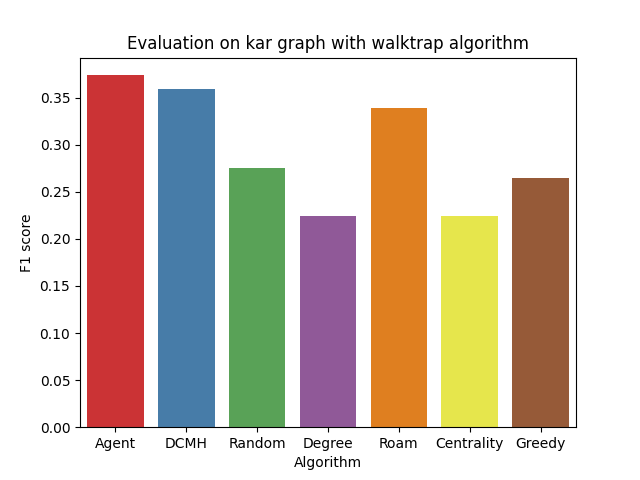 Evaluation on kar graph with walktrap algorithm
F1 score
0.35
0.30
0.25
0.20
0.15
0.10
0.05
0.00
Agent DCMH Random Degree Roam Centrality Greedy
Algorithm